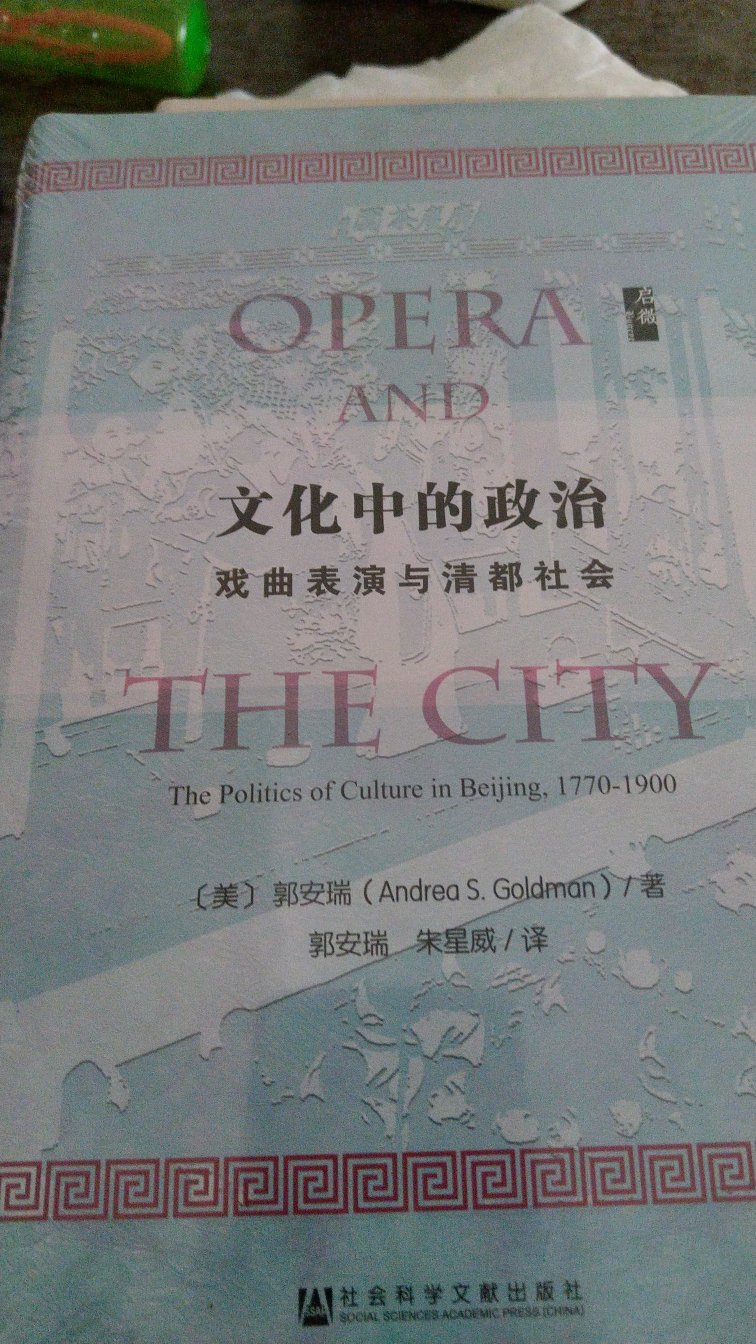 OPERA
启微
AND
文化中的政治
戏曲表演与清都社会
THE CITY
The Politics of Culture in Beijing, 1770-1900
〔美〕郭安瑞(Andrea S. Goldman)/著
郭安瑞 朱星威/译
社会科学文献出版社
SOCIAL SCIENCES ACADEMIC PRESS (CHINA)